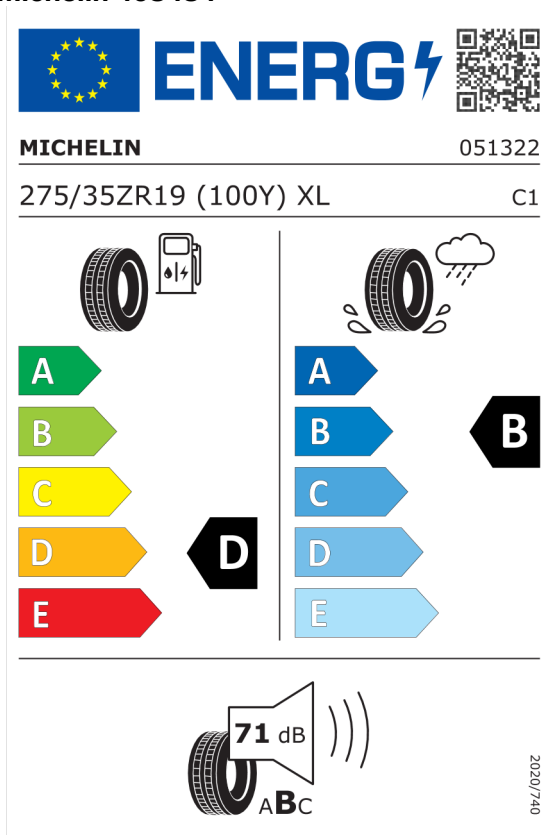 ENERG
MICHELIN 051322
275/35ZR19 (100Y) XL C1
A
B
C
D
E
D
A
B
C
D
E
B
71 dB
ABC
2020/740